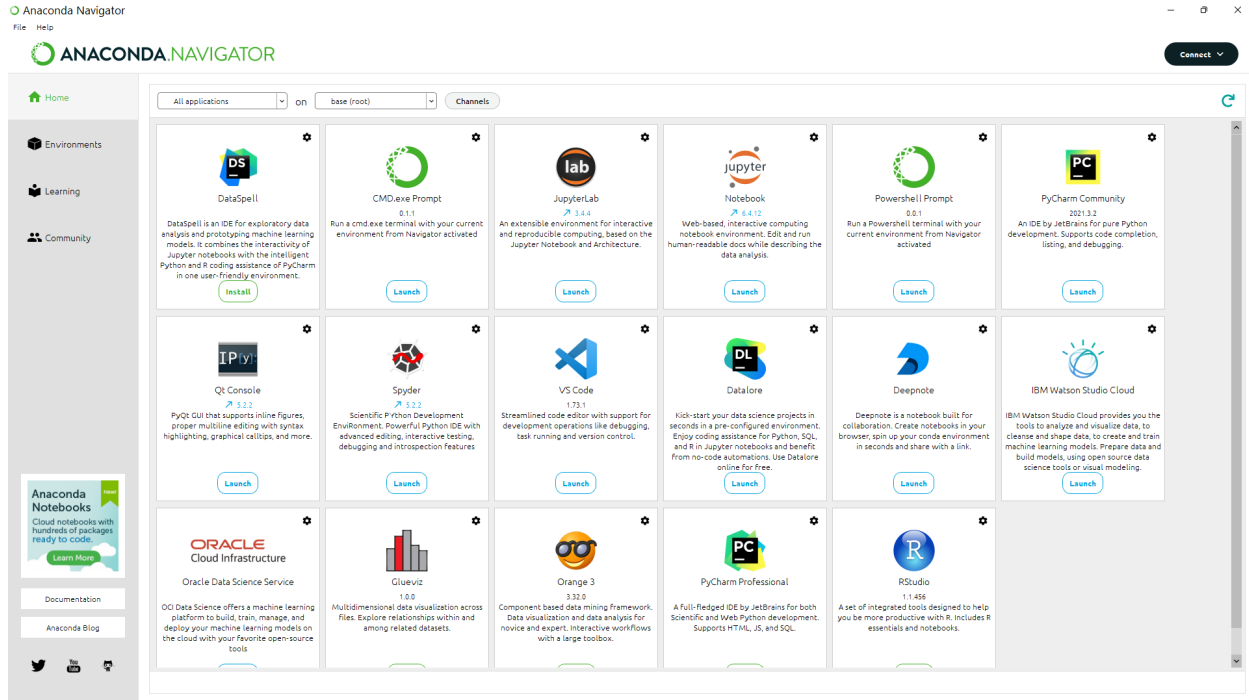 Anaconda Navigator
File Help
ANACONDA.NAVIGATOR
Connect
Home
Environments
Learning
Community
Anaconda
Notebooks
New
Cloud notebooks with
hundreds of packages
ready to code.
Learn More
Documentation
Anaconda Blog
You
Tube
All applications on base (root) Channels
DS
DataSpell
DataSpell is an IDE for exploratory data
analysis and prototyping machine learning
models. It combines the interactivity of
Jupyter notebooks with the intelligent
Python and R coding assistance of PyCharm
in one user-friendly environment.
Install
CMD.exe Prompt
0.1.1
Run a cmd.exe terminal with your current
environment from Navigator activated
Launch
lab
JupyterLab
3.4.4
An extensible environment for interactive
and reproducible computing, based on the
Jupyter Notebook and Architecture.
Launch
jupyter
Notebook
6.4.12
Web-based, interactive computing
notebook environment. Edit and run
human-readable docs while describing the
data analysis.
Launch
Powershell Prompt
0.0.1
Run a Powershell terminal with your
current environment from Navigator
activated
Launch
PC
PyCharm Community
2021.3.2
An IDE by JetBrains for pure Python
development. Supports code completion,
listing, and debugging.
Launch
IP[y]:
Qt Console
5.2.2
PyQt GUI that supports inline figures,
proper multiline editing with syntax
highlighting, graphical calltips, and more.
Launch
Spyder
5.2.2
Scientific PYthon Development
EnviRonment. Powerful Python IDE with
advanced editing, interactive testing,
debugging and introspection features
Launch
VS Code
1.73.1
Streamlined code editor with support for
development operations like debugging,
task running and version control.
Launch
DL
Datalore
Kick-start your data science projects in
seconds in a pre-configured environment.
Enjoy coding assistance for Python, SQL,
and R in Jupyter notebooks and benefit
from no-code automations. Use Datalore
online for free.
Launch
Deepnote
Deepnote is a notebook built for
collaboration. Create notebooks in your
browser, spin up your conda environment
in seconds and share with a link.
Launch
IBM Watson Studio Cloud
IBM Watson Studio Cloud provides you the
tools to analyze and visualize data, to
cleanse and shape data, to create and train
machine learning models. Prepare data and
build models, using open source data
science tools or visual modeling.
Launch
ORACLE
Cloud Infrastructure
Oracle Data Science Service
OCI Data Science offers a machine learning
platform to build, train, manage, and
deploy your machine learning models on
the cloud with your favorite open-source
tools
Glueviz
1.0.0
Multidimensional data visualization across
files. Explore relationships within and
among related datasets.
Orange 3
3.32.0
Component based data mining framework.
Data visualization and data analysis for
novice and expert. Interactive workflows
with a large toolbox.
PC
PyCharm Professional
A full-fledged IDE by JetBrains for both
Scientific and Web Python development.
Supports HTML, JS, and SQL.
R
RStudio
1.1.456
A set of integrated tools designed to help
you be more productive with R. Includes R
essentials and notebooks.